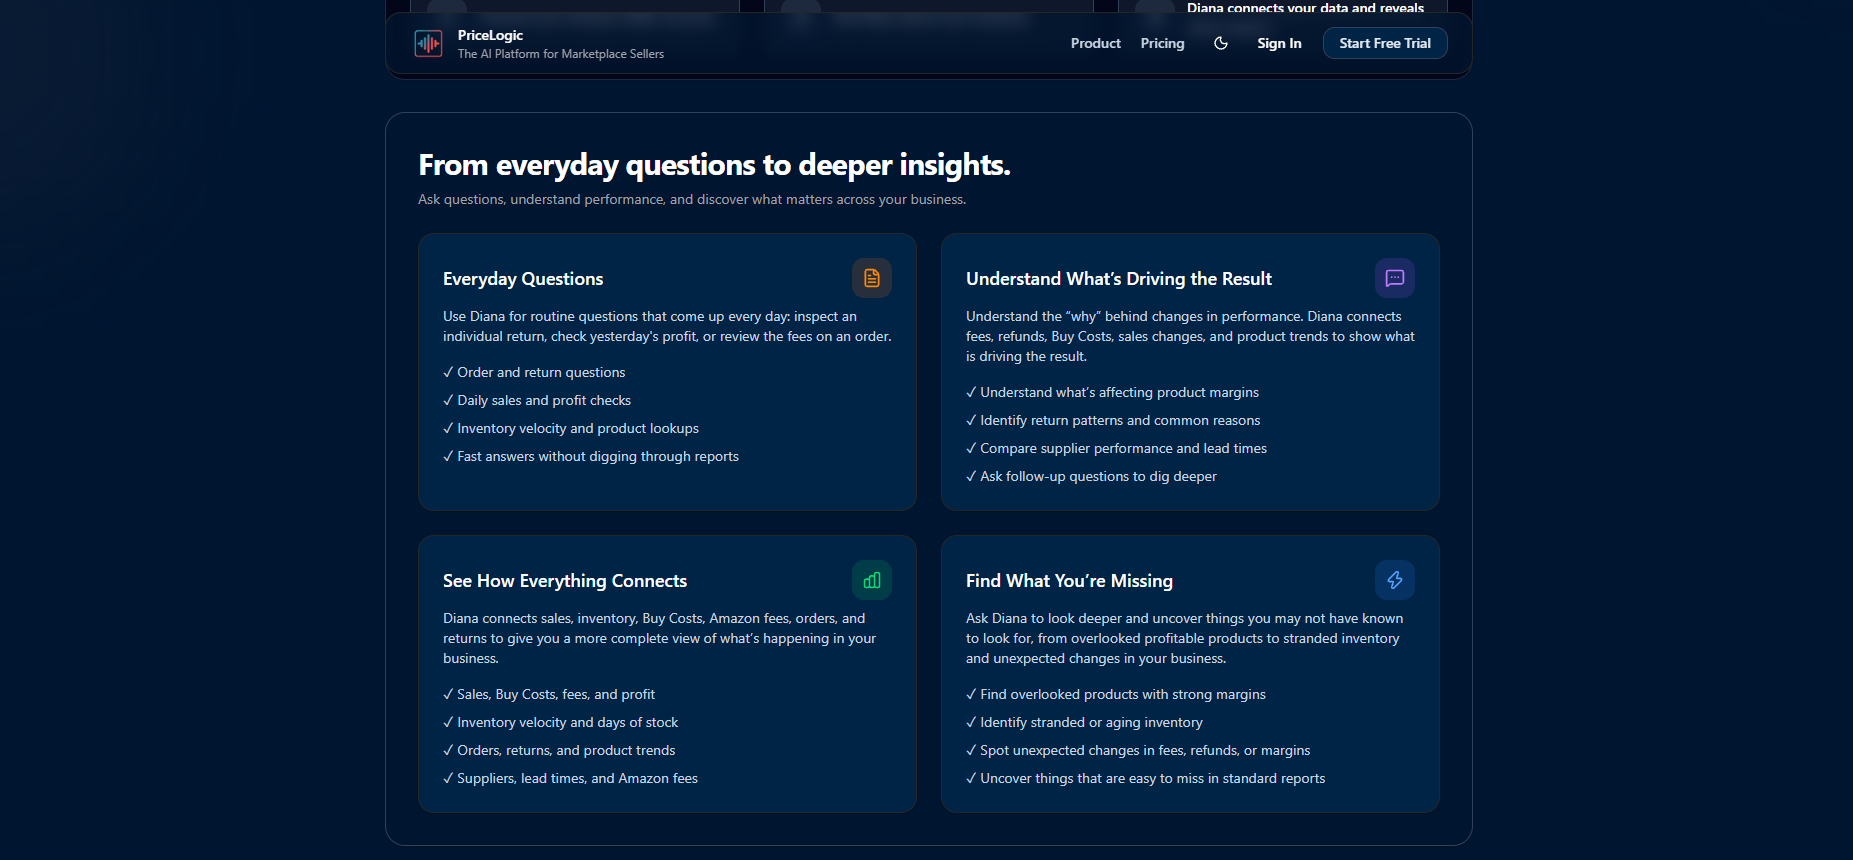 Diana connects your data and reveals
PriceLogic
The AI Platform for Marketplace Sellers
Product
Pricing
Sign In
Start Free Trial
From everyday questions to deeper insights.
Ask questions, understand performance, and discover what matters across your business.
Everyday Questions
Use Diana for routine questions that come up every day: inspect an
individual return, check yesterday's profit, or review the fees on an order.
✓ Order and return questions
✓ Daily sales and profit checks
✓ Inventory velocity and product lookups
✓ Fast answers without digging through reports
Understand What’s Driving the Result
Understand the “why” behind changes in performance. Diana connects
fees, refunds, Buy Costs, sales changes, and product trends to show what
is driving the result.
✓ Understand what’s affecting product margins
✓ Identify return patterns and common reasons
✓ Compare supplier performance and lead times
✓ Ask follow-up questions to dig deeper
See How Everything Connects
Diana connects sales, inventory, Buy Costs, Amazon fees, orders, and
returns to give you a more complete view of what’s happening in your
business.
✓ Sales, Buy Costs, fees, and profit
✓ Inventory velocity and days of stock
✓ Orders, returns, and product trends
✓ Suppliers, lead times, and Amazon fees
Find What You’re Missing
Ask Diana to look deeper and uncover things you may not have known
to look for, from overlooked profitable products to stranded inventory
and unexpected changes in your business.
✓ Find overlooked products with strong margins
✓ Identify stranded or aging inventory
✓ Spot unexpected changes in fees, refunds, or margins
✓ Uncover things that are easy to miss in standard reports